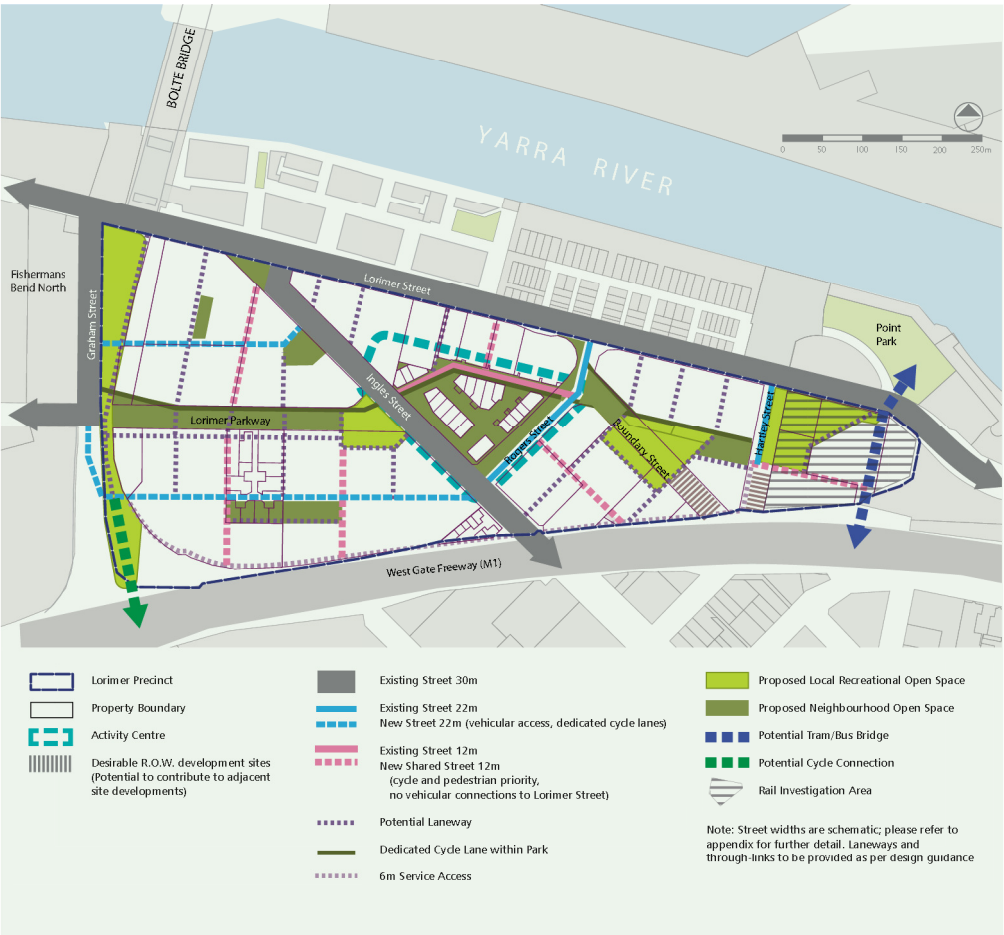 BOLTE BRIDGE
YARRA RIVER
0 50 100 150 200 250m
Fishermans
Bend North
Graham Street
Lorimer Street
Point
Park
Ingles Street
Lorimer Parkway
Rogers Street
Boundary Street
Hartley Street
West Gate Freeway (M1)
Lorimer Precinct
Property Boundary
Activity Centre
Desirable R.O.W. development sites
(Potential to contribute to adjacent
site developments)
Existing Street 30m
Existing Street 22m
New Street 22m (vehicular access, dedicated cycle lanes)
Existing Street 12m
New Shared Street 12m
(cycle and pedestrian priority,
no vehicular connections to Lorimer Street)
Potential Laneway
Dedicated Cycle Lane within Park
6m Service Access
Proposed Local Recreational Open Space
Proposed Neighbourhood Open Space
Potential Tram/Bus Bridge
Potential Cycle Connection
Rail Investigation Area
Note: Street widths are schematic; please refer to
appendix for further detail. Laneways and
through-links to be provided as per design guidance